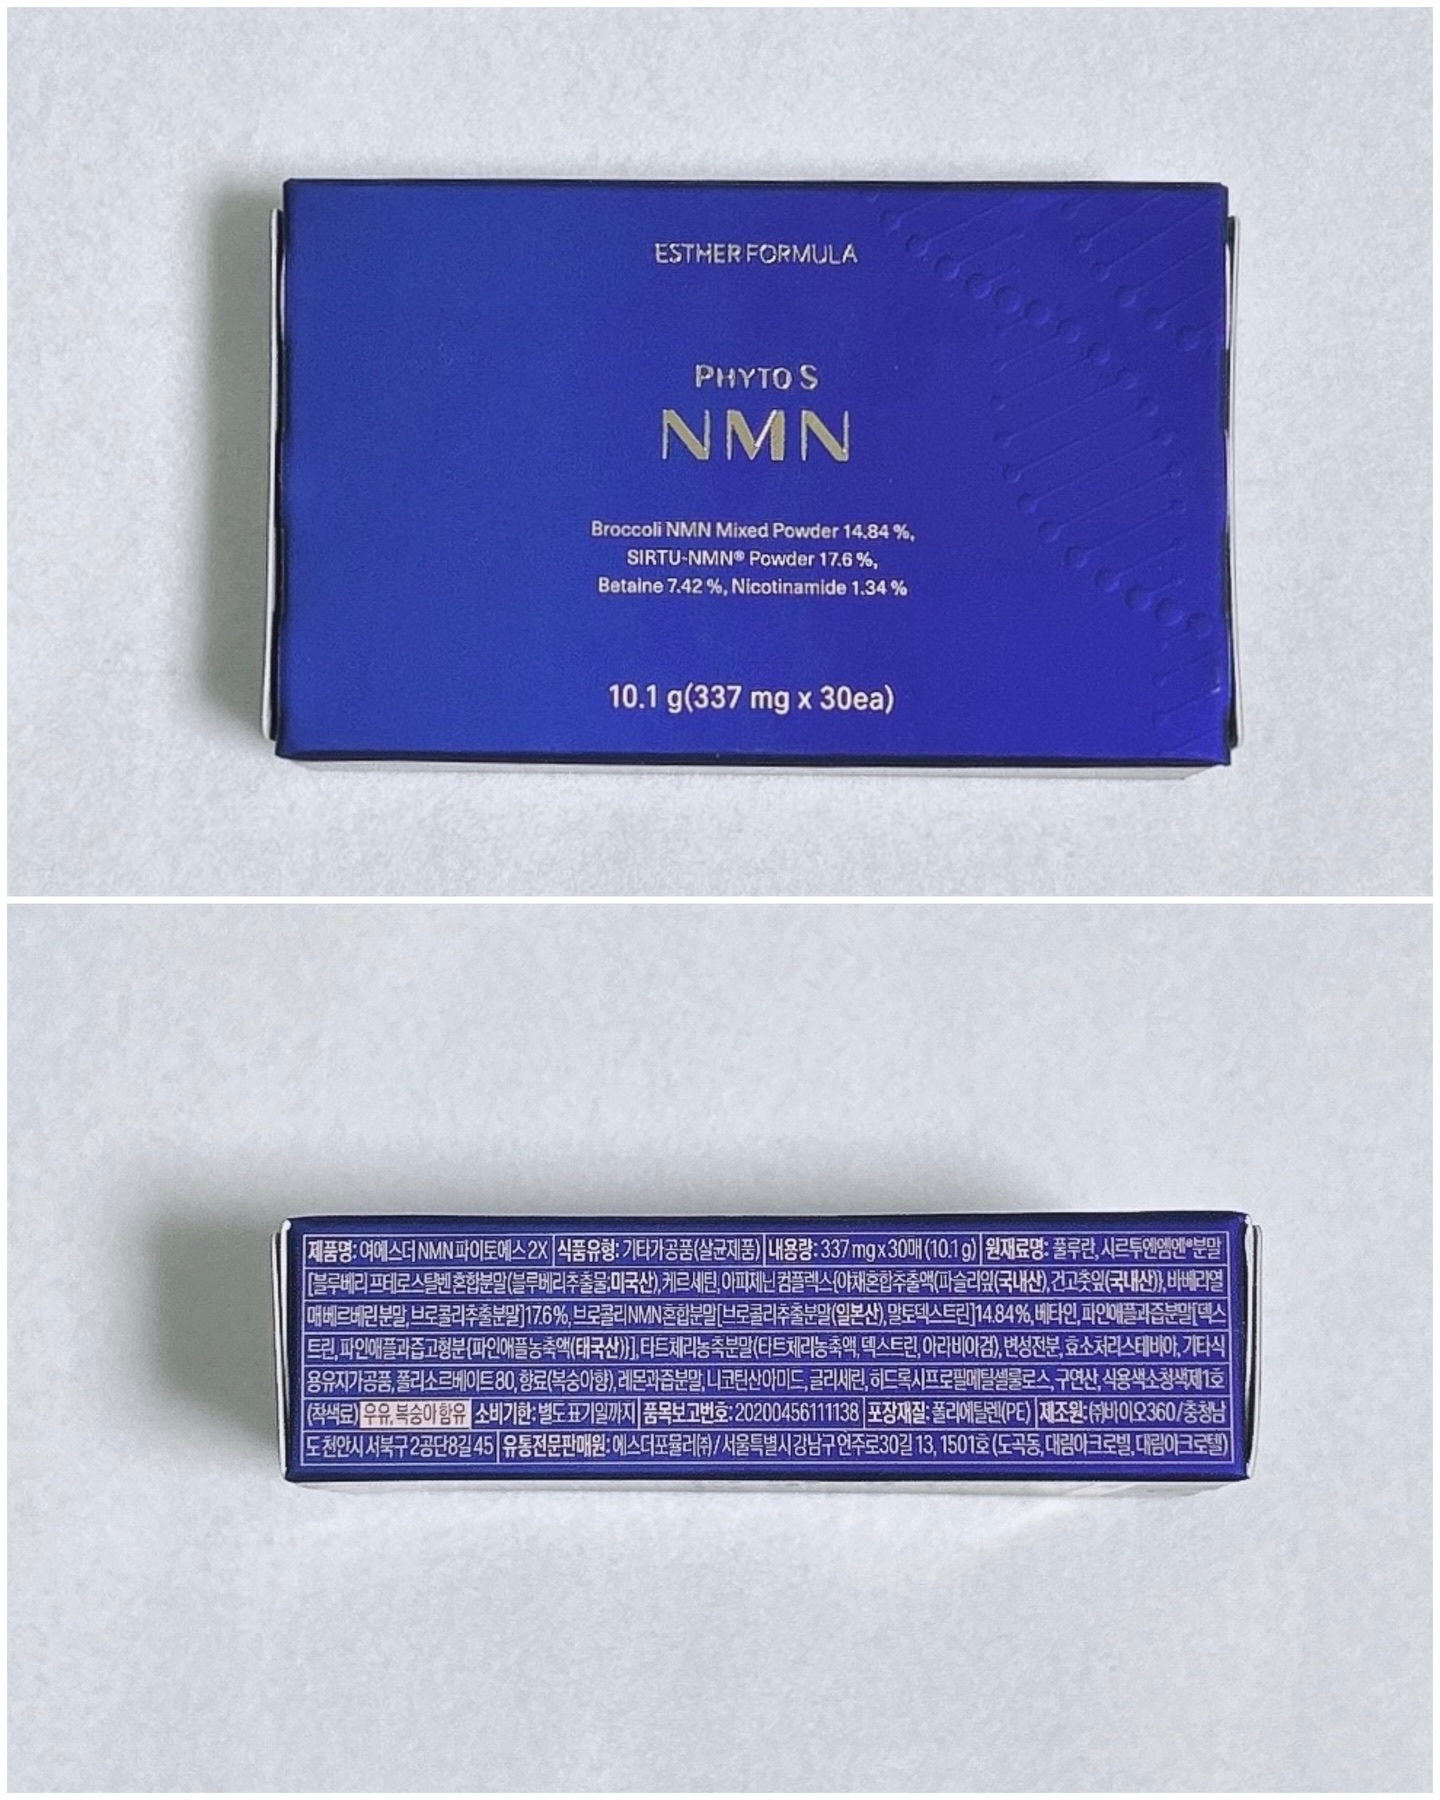 ESTHER FORMULA
PHYTO S
NMN
Broccoli NMN Mixed Powder 14.84 %,
SIRTU-NMN® Powder 17.6 %,
Betaine 7.42 %, Nicotinamide 1.34 %
10.1 g(337 mg x 30ea)
제품명: 여에스더 NMN 파이토에스 2X 식품유형: 기타가공품(살균제품) 내용량: 337 mg x 30매 (10.1 g) 원재료명: 풀루란, 시르투엔엠엔®분말
[블루베리 프테로스틸벤 혼합분말(블루베리추출물:미국산), 케르세틴, 아피제닌 컴플렉스{야채혼합추출액(파슬리잎(국내산), 건고춧잎(국내산)}, 바베리열
매베르베린분말, 브로콜리추출분말]17.6%, 브로콜리NMN혼합분말[브로콜리추출분말(일본산), 말토덱스트린]14.84%, 베타인, 파인애플과즙분말[덱스
트린, 파인애플과즙고형분{파인애플농축액(태국산)}], 타트체리농축분말(타트체리농축액, 덱스트린, 아라비아검), 변성전분, 효소처리스테비아, 기타식
용유지가공품, 폴리소르베이트80, 향료(복숭아향), 레몬과즙분말, 니코틴산아미드, 글리세린, 히드록시프로필메틸셀룰로스, 구연산, 식용색소청색제1호
(착색료) 우유, 복숭아 함유 소비기한: 별도 표기일까지 품목보고번호: 20200456111138 포장재질: 폴리에틸렌(PE) 제조원: ㈜바이오360/충청남
도 천안시 서북구 2공단8길 45 유통전문판매원: 에스더포뮬러㈜/서울특별시 강남구 언주로30길 13, 1501호 (도곡동, 대림아크로빌, 대림아크로텔)